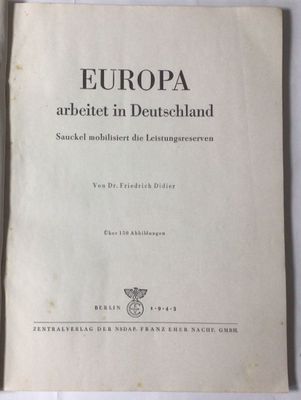 EUROPA
arbeitet in Deutschland
Sauckel mobilisiert die Leistungsreserven
Von Dr. Friedrich Didier
Über 150 Abbildungen
BERLIN 1943
ZENTRALVERLAG DER NSDAP. FRANZ EHER NACHF. GMBH.